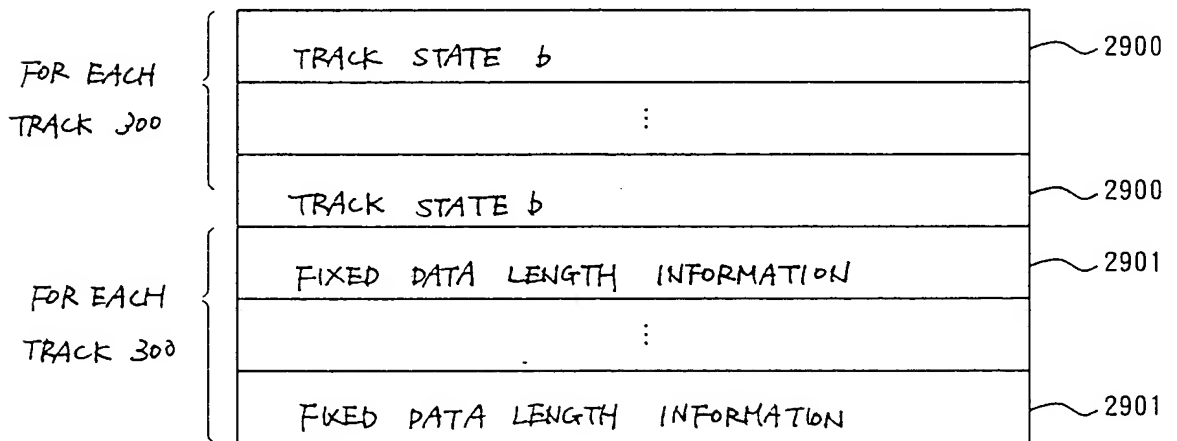 TRACK STATE b 2900
FOR EACH
TRACK 300
⋮
TRACK STATE b 2900
FIXED DATA LENGTH INFORMATION 2901
FOR EACH
TRACK 300
⋮
FIXED DATA LENGTH INFORMATION 2901